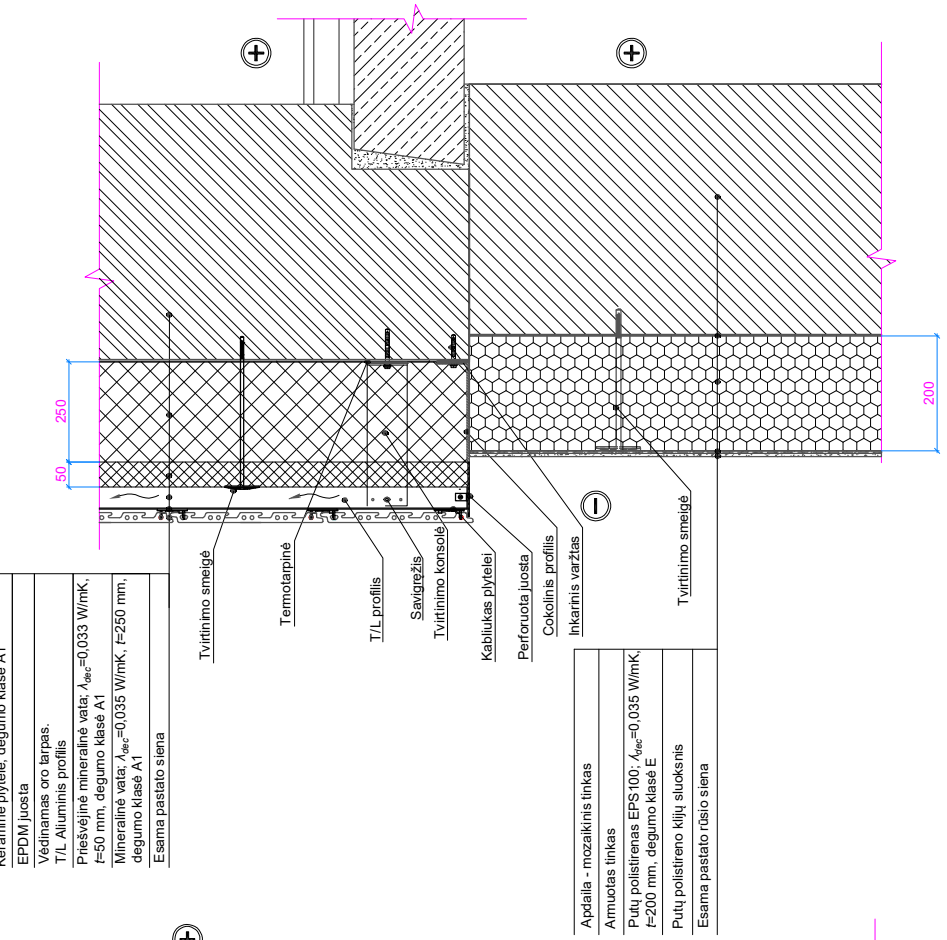 Keraminė plytelė, degumo klasė A1
EPDM juosta
Vėdinamas oro tarpas.
T/L Aliuminis profilis
Priešvėjinė mineralinė vata; λdec=0,033 W/mK,
t=50 mm, degumo klasė A1
Mineralinė vata; λdec=0,035 W/mK, t=250 mm,
degumo klasė A1
Esama pastato siena
250
50
Tvirtinimo smeigė
Termotarpinė
T/L profilis
Savigręžis
Tvirtinimo konsolė
Kabliukas plytelei
Perforuota juosta
Cokolinis profilis
Inkarinis varžtas
Tvirtinimo smeigė
200
Apdaila - mozaikinis tinkas
Armuotas tinkas
Putų polistirenas EPS100; λdec=0,035 W/mK,
t=200 mm, degumo klasė E
Putų polistireno klijų sluoksnis
Esama pastato rūsio siena